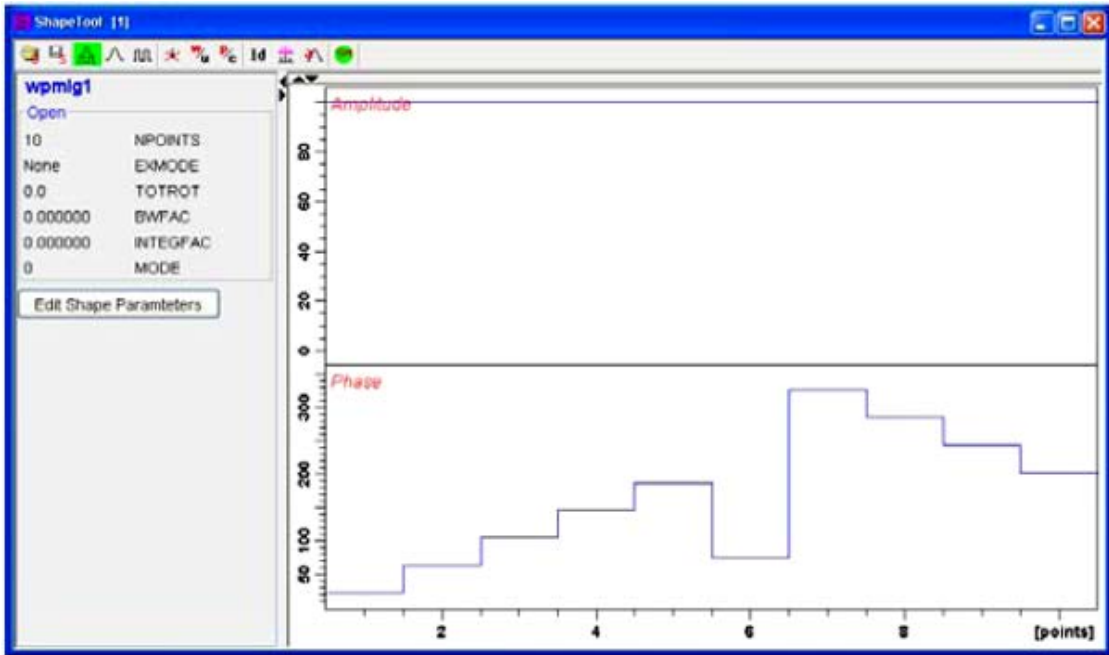 ShapeTool [1]
1d
wpmlg1
Open
10 NPOINTS
None EXMODE
0.0 TOTROT
0.000000 BWFAC
0.000000 INTEGFAC
0 MODE
Edit Shape Paramteters
Amplitude
80
60
40
20
0
Phase
300
200
100
50
2 4 6 8 [points]